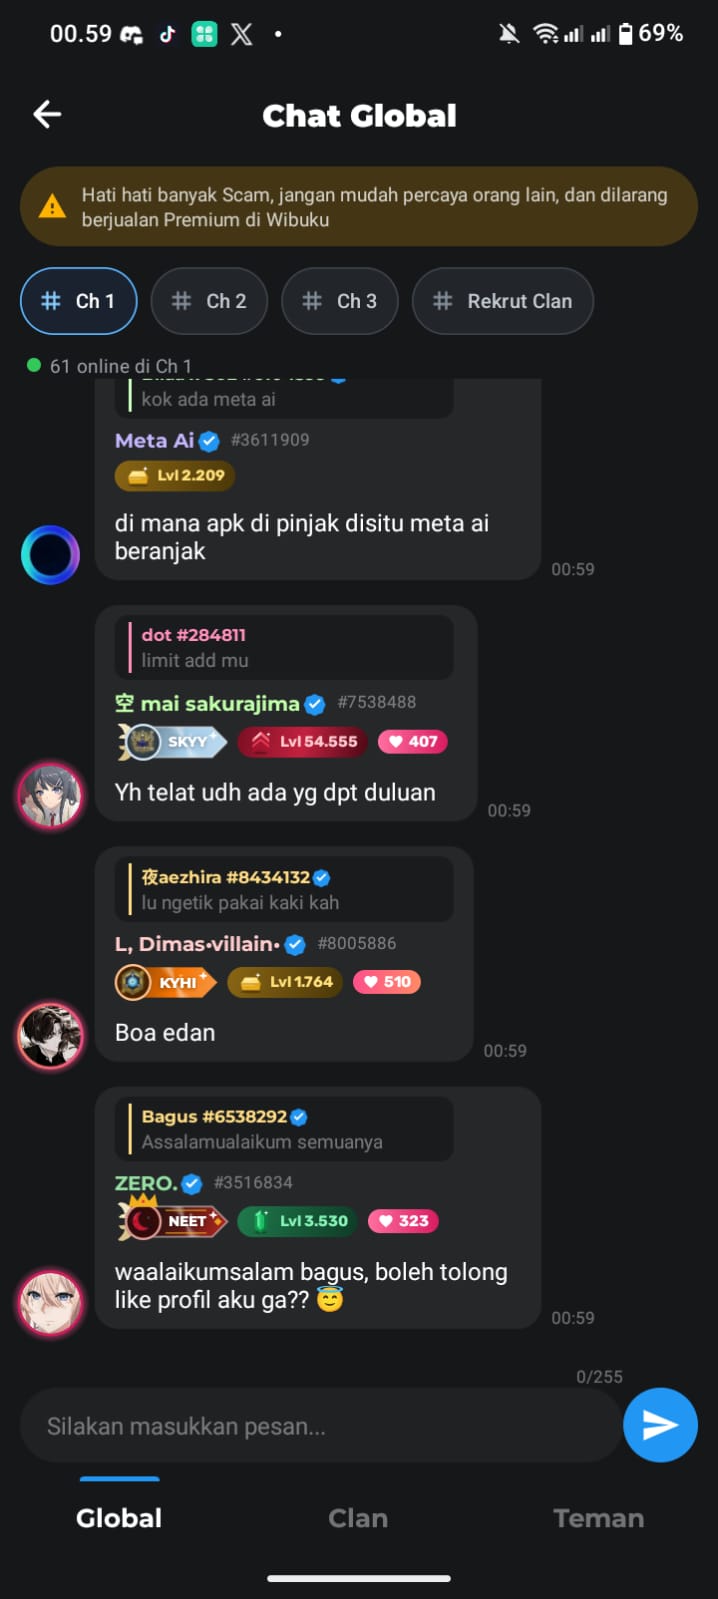 00.59
69%
Chat Global
Hati hati banyak Scam, jangan mudah percaya orang lain, dan dilarang
berjualan Premium di Wibuku
# Ch 1
# Ch 2
# Ch 3
# Rekrut Clan
61 online di Ch 1
kok ada meta ai
Meta Ai #3611909
Lvl 2.209
di mana apk di pinjak disitu meta ai
beranjak
00:59
dot #284811
limit add mu
空 mai sakurajima #7538488
SKYY Lvl 54.555 407
Yh telat udh ada yg dpt duluan
00:59
夜aezhira #8434132
lu ngetik pakai kaki kah
L, Dimas•villain• #8005886
KYHI Lvl 1.764 510
Boa edan
00:59
Bagus #6538292
Assalamualaikum semuanya
ZERO. #3516834
NEET Lvl 3.530 323
waalaikumsalam bagus, boleh tolong
like profil aku ga?? 😇
00:59
0/255
Silakan masukkan pesan...
Global
Clan
Teman